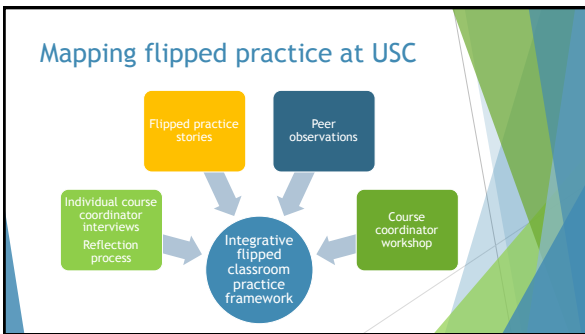 Mapping flipped practice at USC
Flipped practice
stories
Peer
observations
Individual course
coordinator
interviews
Reflection
process
Integrative
flipped
classroom
practice
framework
Course
coordinator
workshop